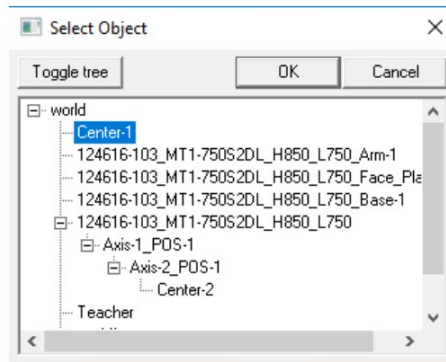 Select Object
Toggle tree OK Cancel
world
Center-1
124616-103_MT1-750S2DL_H850_L750_Arm-1
124616-103_MT1-750S2DL_H850_L750_Face_Pla
124616-103_MT1-750S2DL_H850_L750_Base-1
124616-103_MT1-750S2DL_H850_L750
Axis-1_POS-1
Axis-2_POS-1
Center-2
Teacher